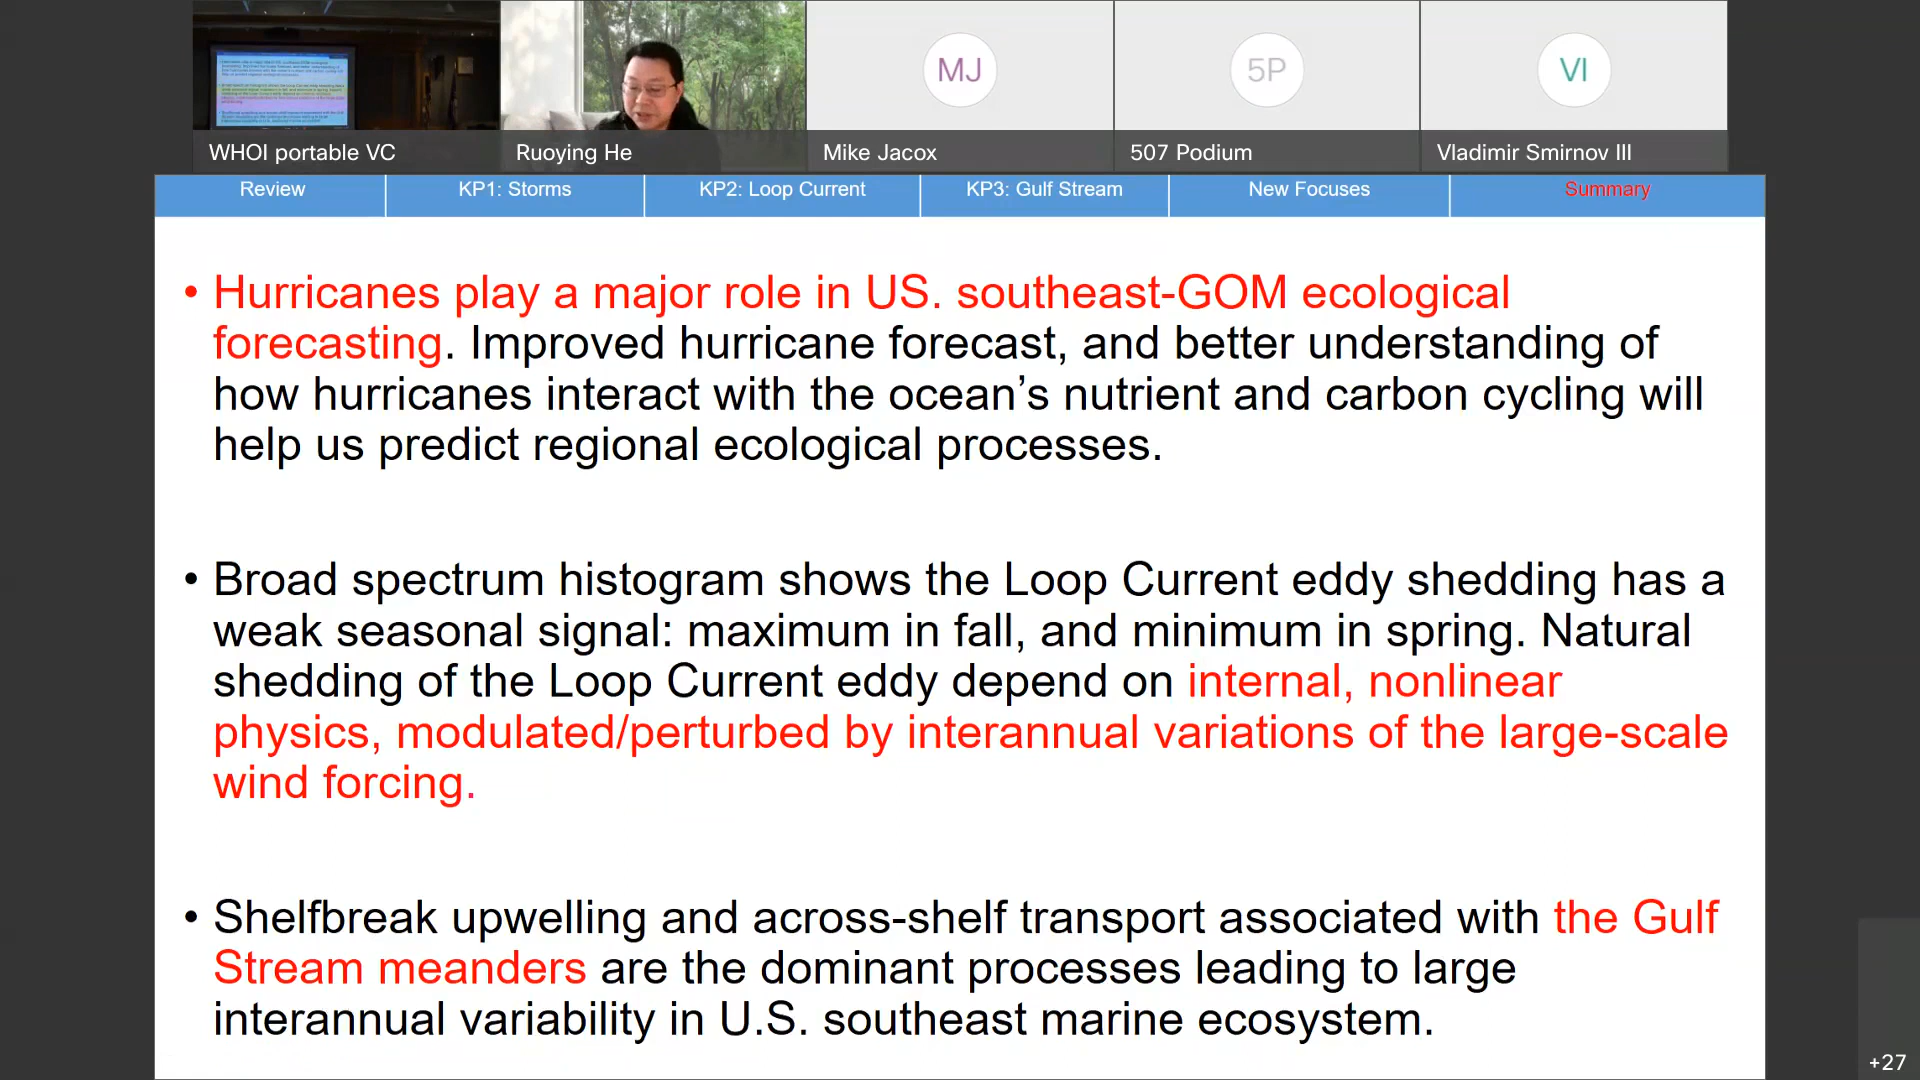 MJ
5P
VI
WHOI portable VC
Ruoying He
Mike Jacox
507 Podium
Vladimir Smirnov III
Review
KP1: Storms
KP2: Loop Current
KP3: Gulf Stream
New Focuses
Summary
• Hurricanes play a major role in US. southeast-GOM ecological
forecasting. Improved hurricane forecast, and better understanding of
how hurricanes interact with the ocean’s nutrient and carbon cycling will
help us predict regional ecological processes.
• Broad spectrum histogram shows the Loop Current eddy shedding has a
weak seasonal signal: maximum in fall, and minimum in spring. Natural
shedding of the Loop Current eddy depend on internal, nonlinear
physics, modulated/perturbed by interannual variations of the large-scale
wind forcing.
• Shelfbreak upwelling and across-shelf transport associated with the Gulf
Stream meanders are the dominant processes leading to large
interannual variability in U.S. southeast marine ecosystem.
+27